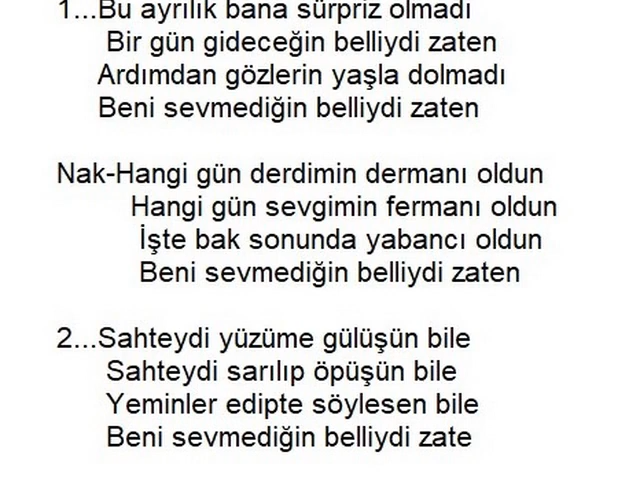 1...Bu ayrılık bana sürpriz olmadı
Bir gün gideceğin belliydi zaten
Ardımdan gözlerin yaşla dolmadı
Beni sevmediğin belliydi zaten
Nak-Hangi gün derdimin dermanı oldun
Hangi gün sevgimin fermanı oldun
İşte bak sonunda yabancı oldun
Beni sevmediğin belliydi zaten
2...Sahteydi yüzüme gülüşün bile
Sahteydi sarılıp öpüşün bile
Yeminler edipte söylesen bile
Beni sevmediğin belliydi zate